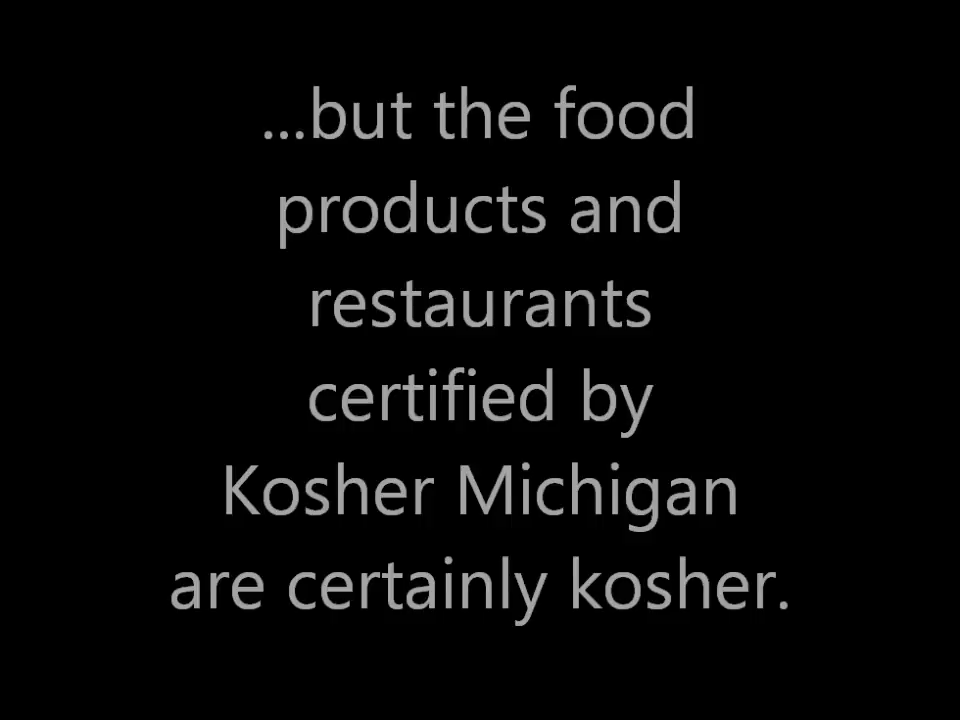 ...but the food
products and
restaurants
certified by
Kosher Michigan
are certainly kosher.